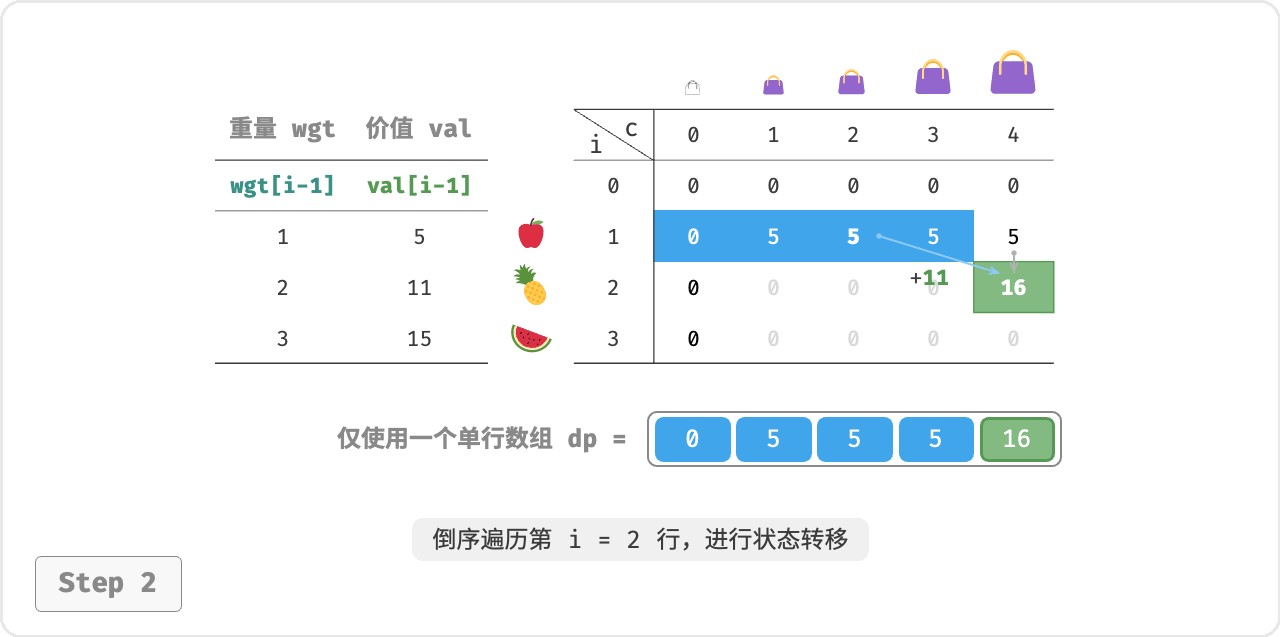 重量 wgt 价值 val
wgt[i-1] val[i-1]
1 5
2 11
3 15
i c 0 1 2 3 4
0 0 0 0 0 0
1 0 5 5 5 5
2 0 0 0 0 16
+11
3 0 0 0 0 0
仅使用一个单行数组 dp = 0 5 5 5 16
倒序遍历第 i = 2 行，进行状态转移
Step 2